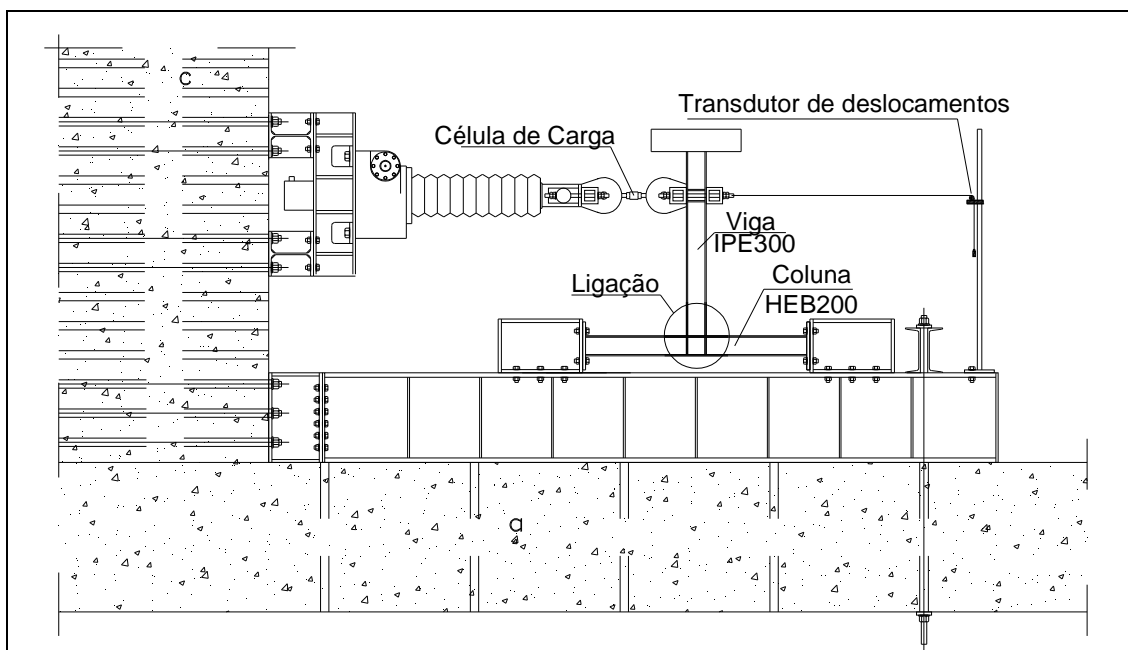 c
Transdutor de deslocamentos
Célula de Carga
Viga
IPE300
Ligação
Coluna
HEB200
a